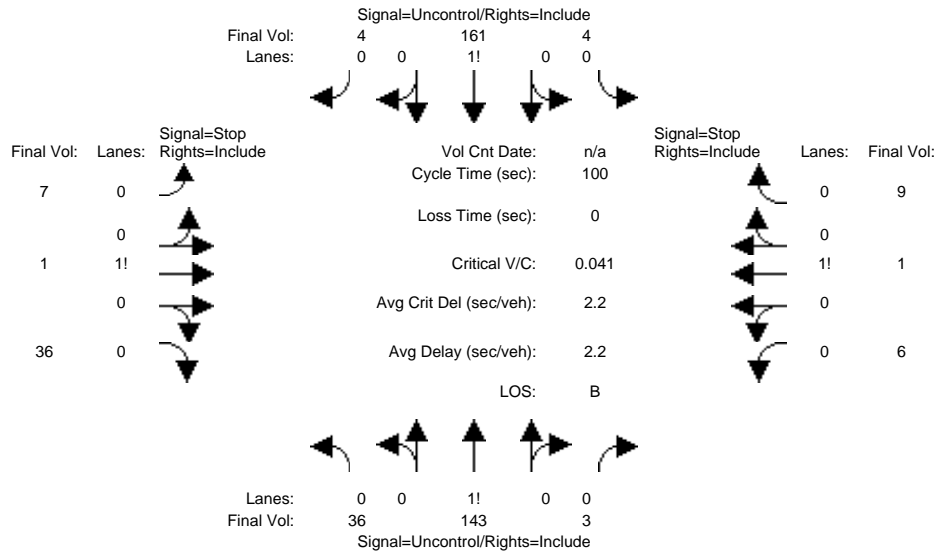 Signal=Uncontrol/Rights=Include
Final Vol: 4 161 4
Lanes: 0 0 1! 0 0
Signal=Stop
Final Vol: Lanes: Rights=Include
Vol Cnt Date: n/a
Signal=Stop
Rights=Include Lanes: Final Vol:
Cycle Time (sec): 100
7 0
0 9
Loss Time (sec): 0
0
0
1 1!
Critical V/C: 0.041
1! 1
0
Avg Crit Del (sec/veh): 2.2
0
36 0
Avg Delay (sec/veh): 2.2
0 6
LOS: B
Lanes: 0 0 1! 0 0
Final Vol: 36 143 3
Signal=Uncontrol/Rights=Include